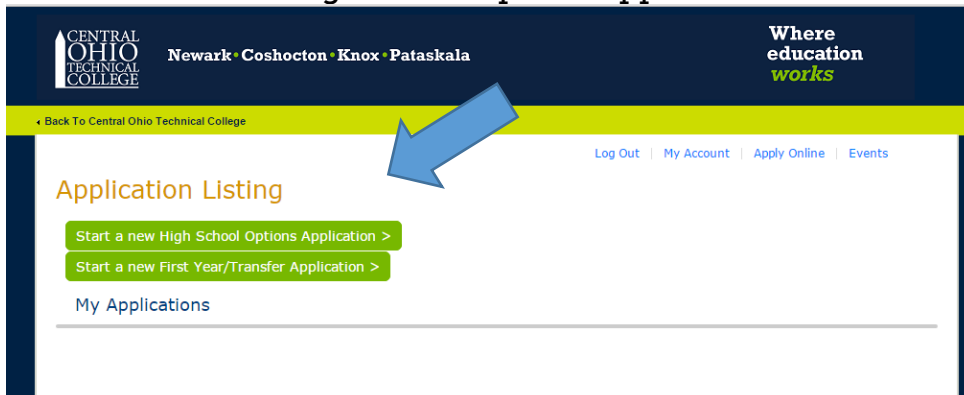 CENTRAL
OHIO
TECHNICAL
COLLEGE
Newark•Coshocton•Knox•Pataskala
Where
education
works
Back To Central Ohio Technical College
Log Out | My Account | Apply Online | Events
Application Listing
Start a new High School Options Application >
Start a new First Year/Transfer Application >
My Applications